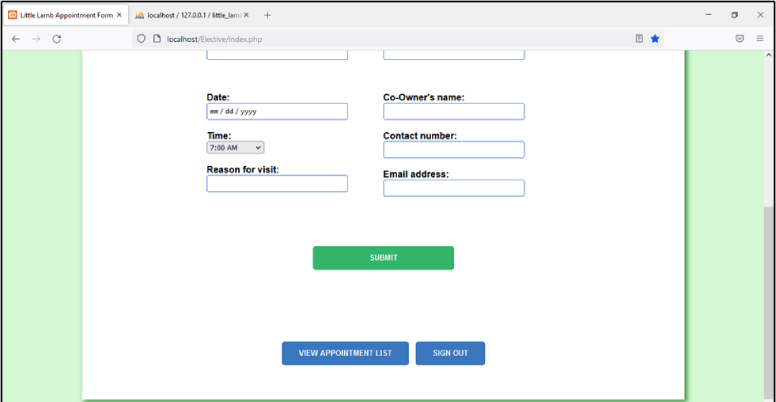 Little Lamb Appointment Form
localhost / 127.0.0.1 / little_lam
localhost/Elective/index.php
Date:
Co-Owner's name:
mm / dd / yyyy
Time:
Contact number:
7:00 AM
Reason for visit:
Email address:
SUBMIT
VIEW APPOINTMENT LIST
SIGN OUT